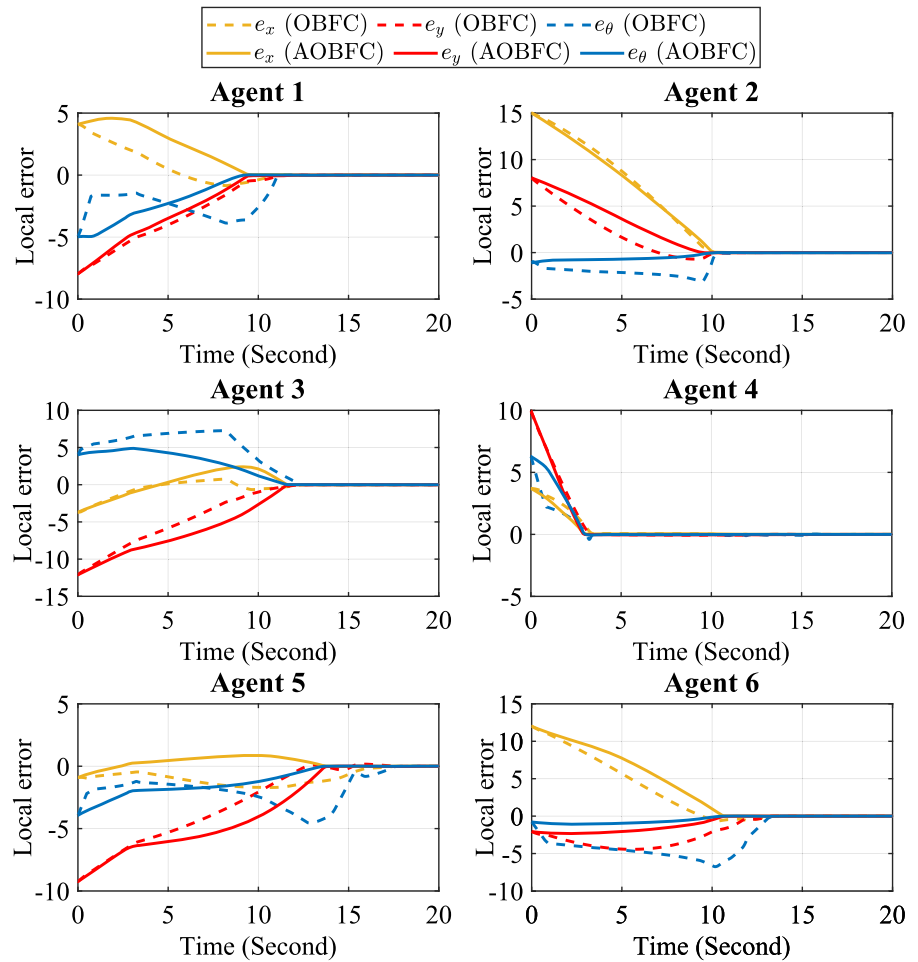 e_x (OBFC) e_y (OBFC) e_θ (OBFC)
e_x (AOBFC) e_y (AOBFC) e_θ (AOBFC)
Agent 1
5
0
-5
-10
Local error
0 5 10 15 20
Time (Second)
Agent 2
15
10
5
0
-5
Local error
0 5 10 15 20
Time (Second)
Agent 3
10
5
0
-5
-10
-15
Local error
0 5 10 15 20
Time (Second)
Agent 4
10
5
0
-5
Local error
0 5 10 15 20
Time (Second)
Agent 5
5
0
-5
-10
Local error
0 5 10 15 20
Time (Second)
Agent 6
15
10
5
0
-5
10
Local error
0 5 10 15 20
Time (Second)